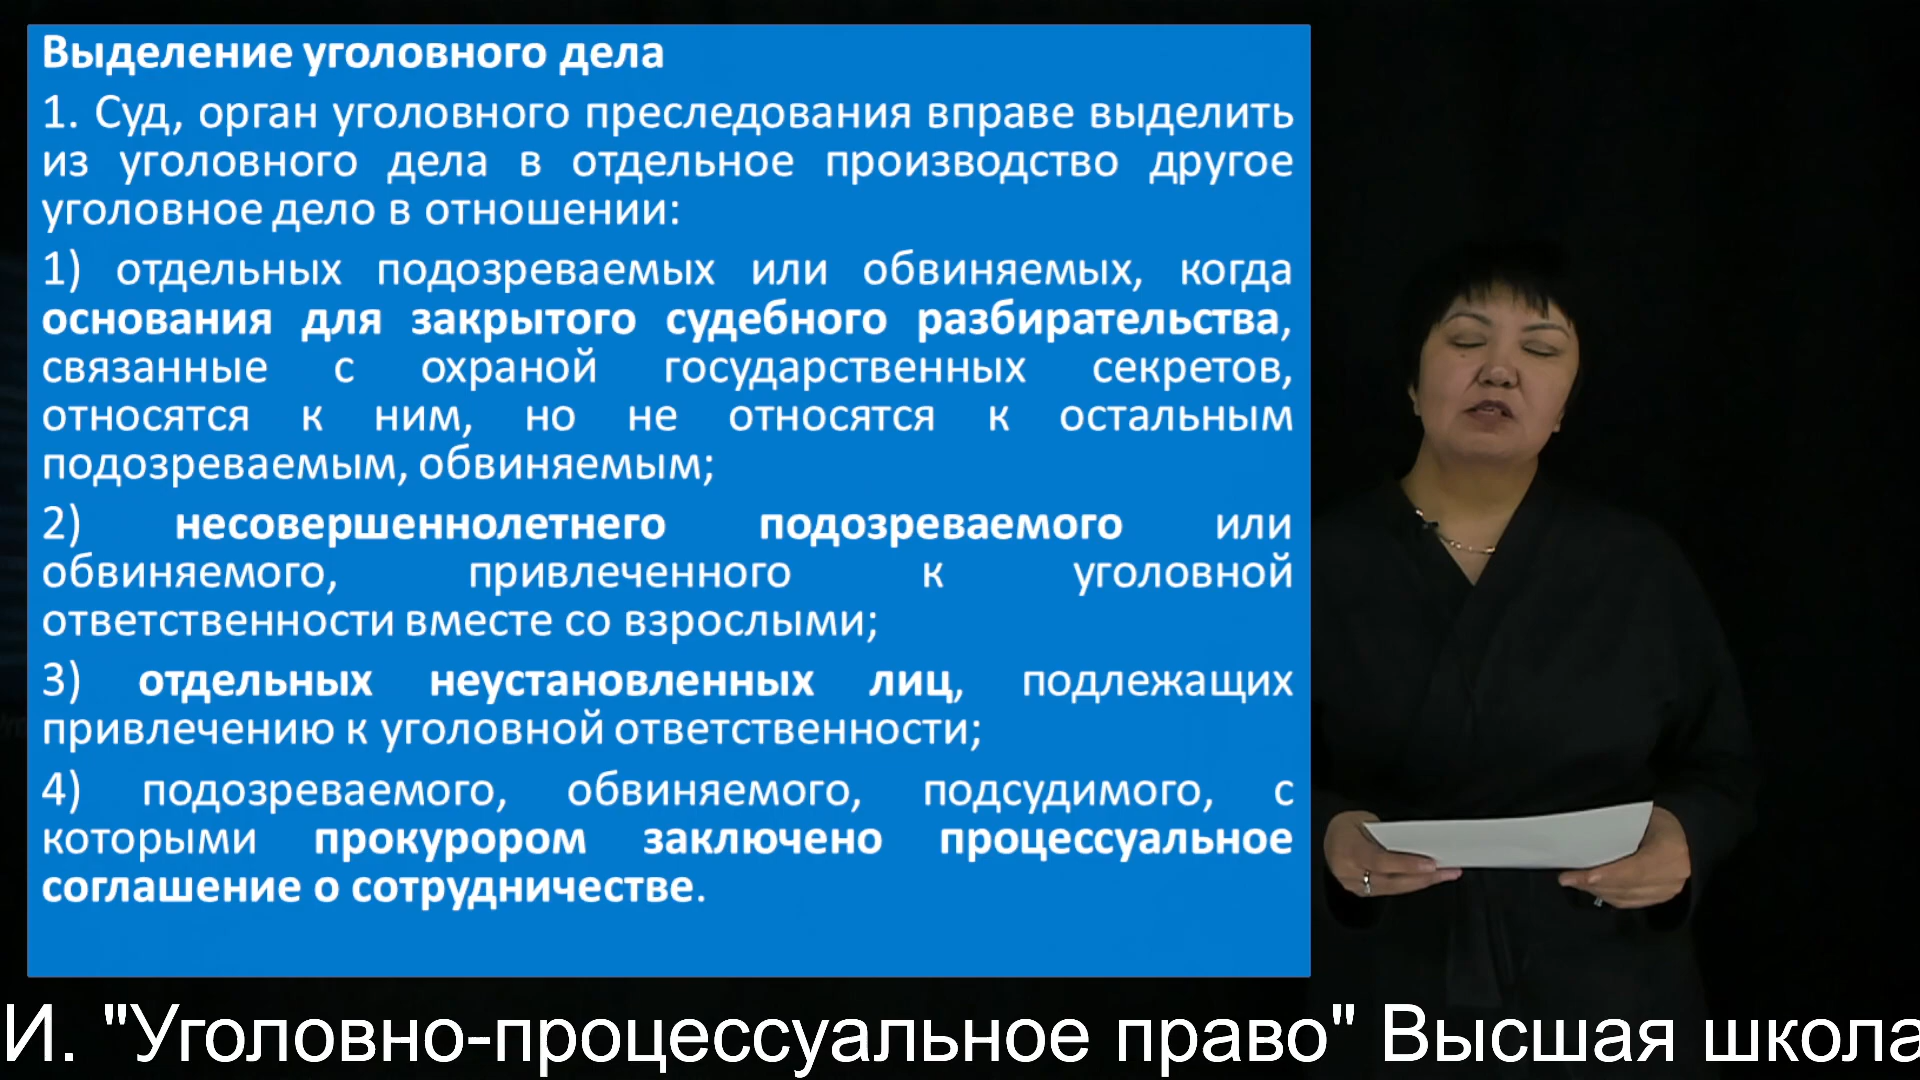 Выделение уголовного дела
1. Суд, орган уголовного преследования вправе выделить
из уголовного дела в отдельное производство другое
уголовное дело в отношении:
1) отдельных подозреваемых или обвиняемых, когда
основания для закрытого судебного разбирательства,
связанные с охраной государственных секретов,
относятся к ним, но не относятся к остальным
подозреваемым, обвиняемым;
2) несовершеннолетнего подозреваемого или
обвиняемого, привлеченного к уголовной
ответственности вместе со взрослыми;
3) отдельных неустановленных лиц, подлежащих
привлечению к уголовной ответственности;
4) подозреваемого, обвиняемого, подсудимого, с
которыми прокурором заключено процессуальное
соглашение о сотрудничестве.
И. "Уголовно-процессуальное право" Высшая школа